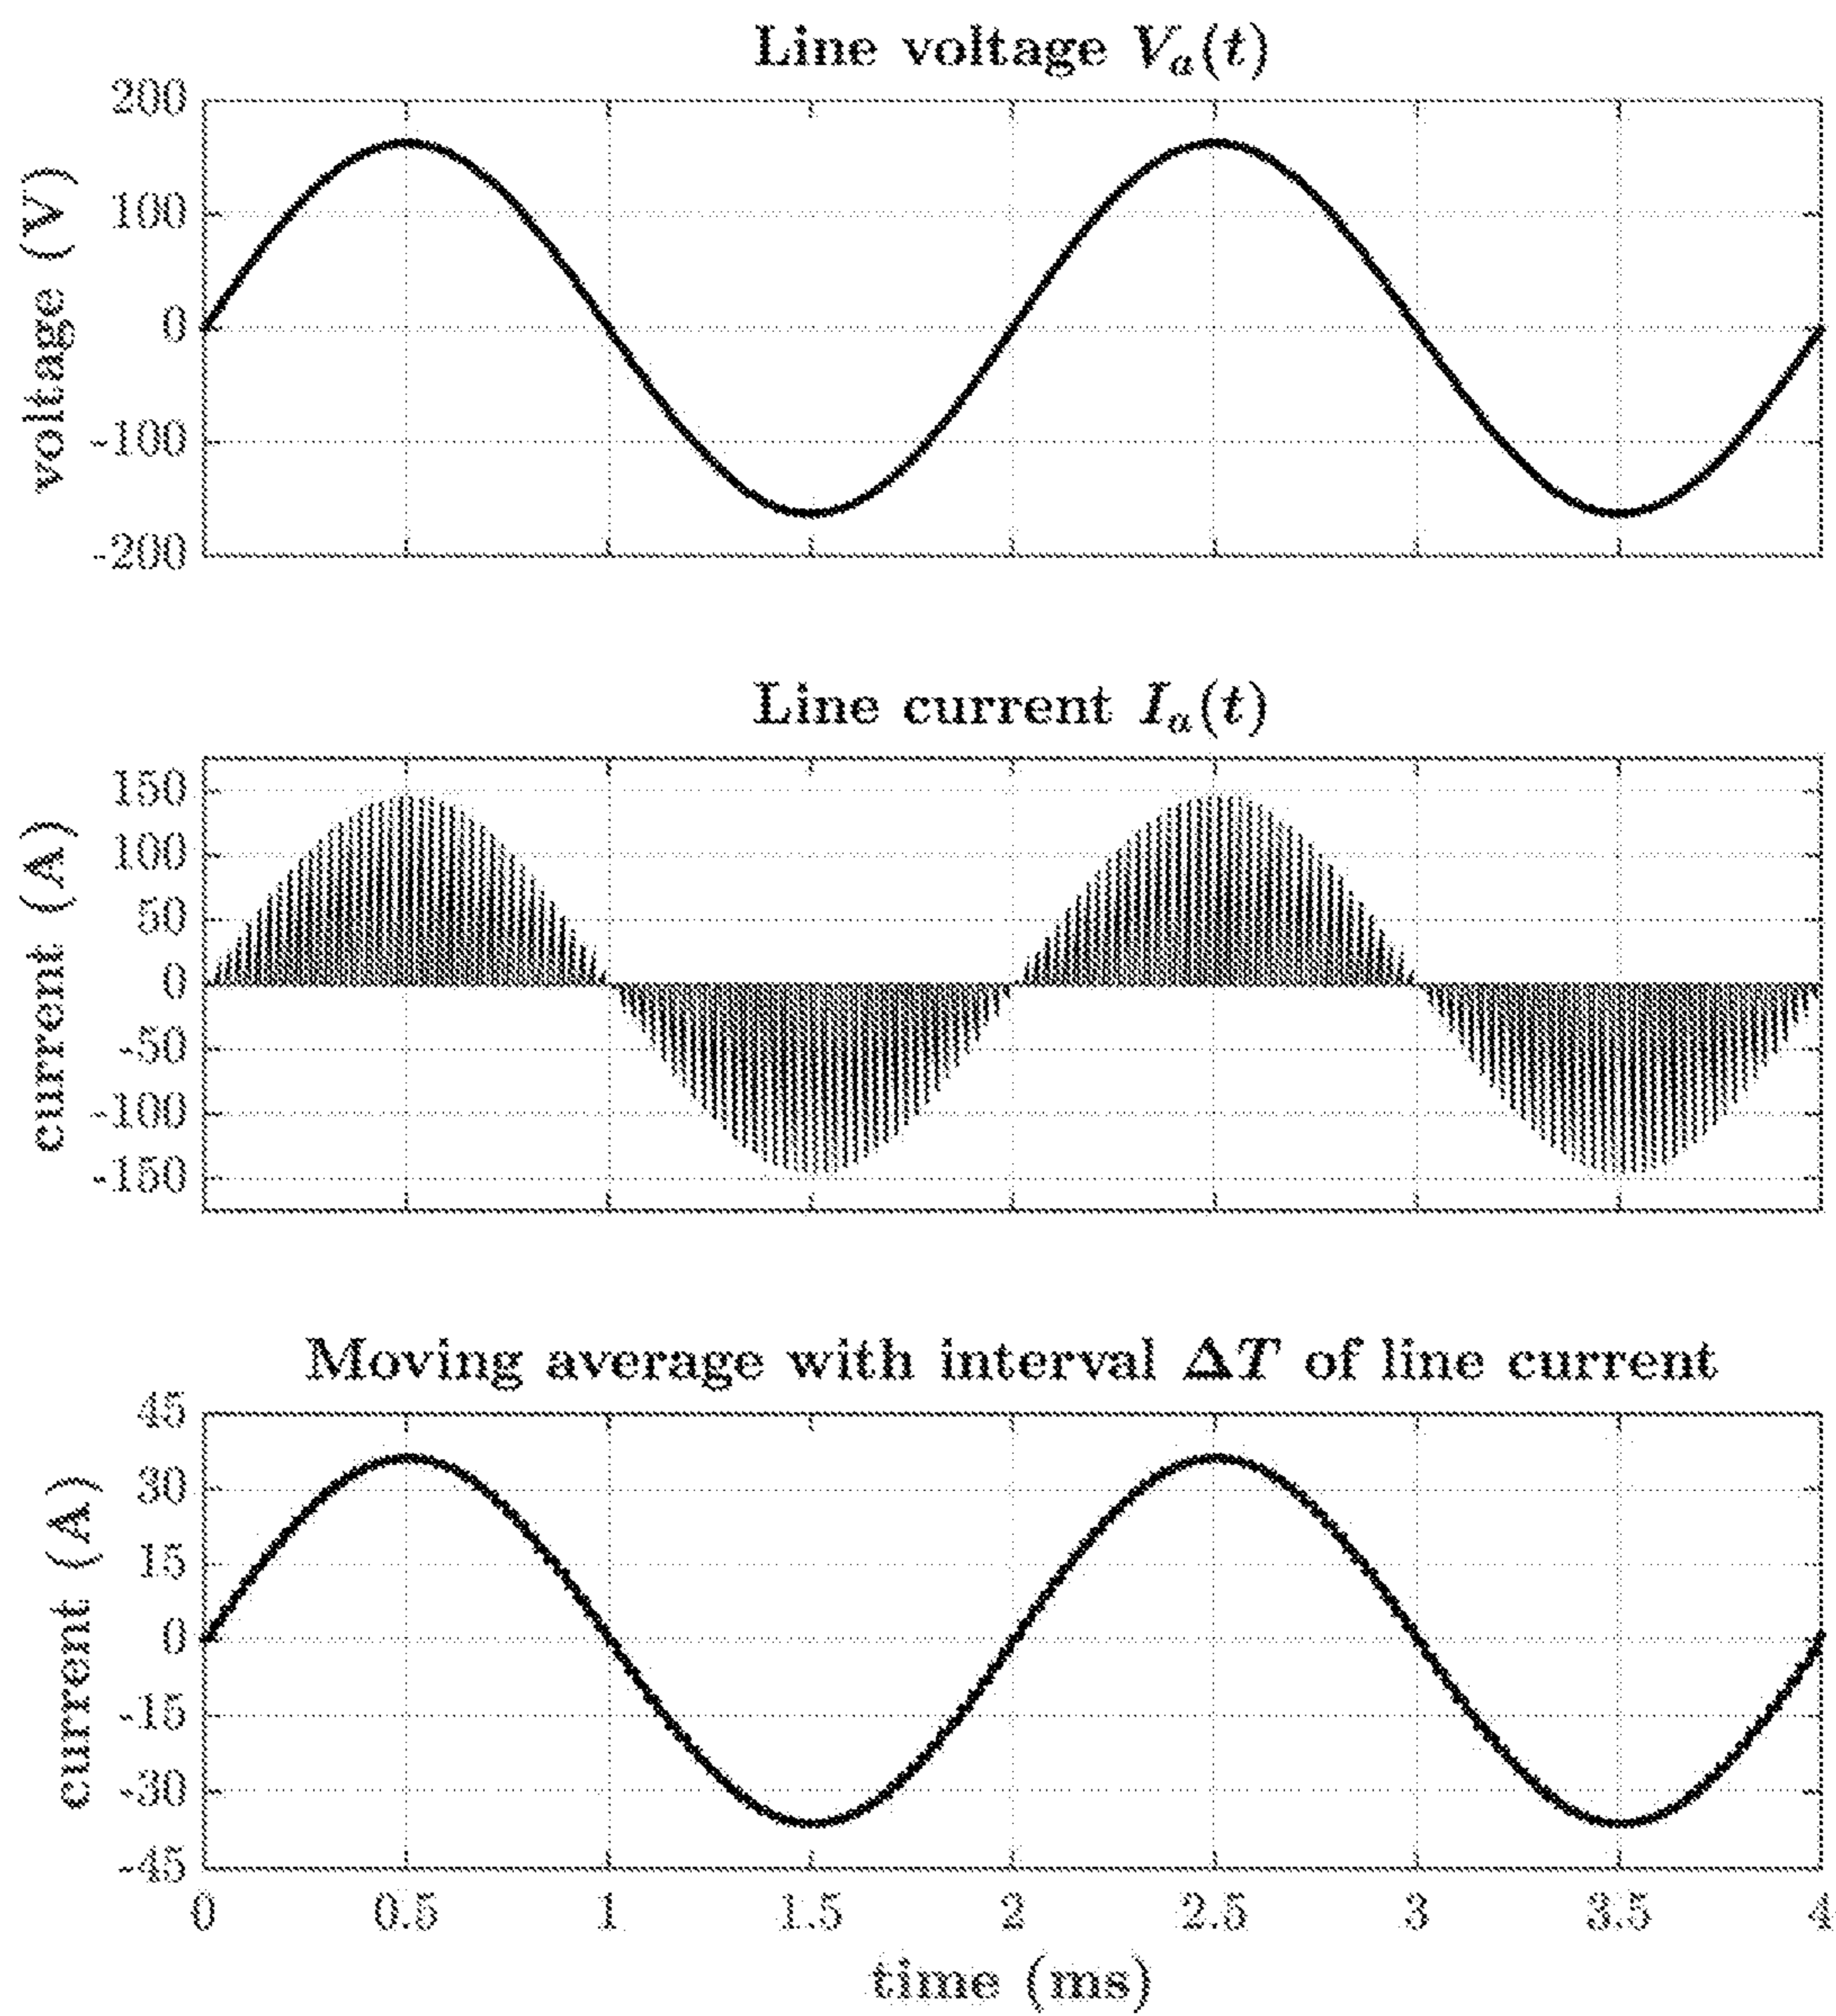 Line voltage Vₐ(t)
200
100
0
-100
-200
voltage (V)
Line current Iₐ(t)
150
100
50
0
-50
-100
-150
current (A)
Moving average with interval ΔT of line current
45
30
15
0
-15
-30
-45
current (A)
0 0.5 1 1.5 2 2.5 3 3.5 4
time (ms)